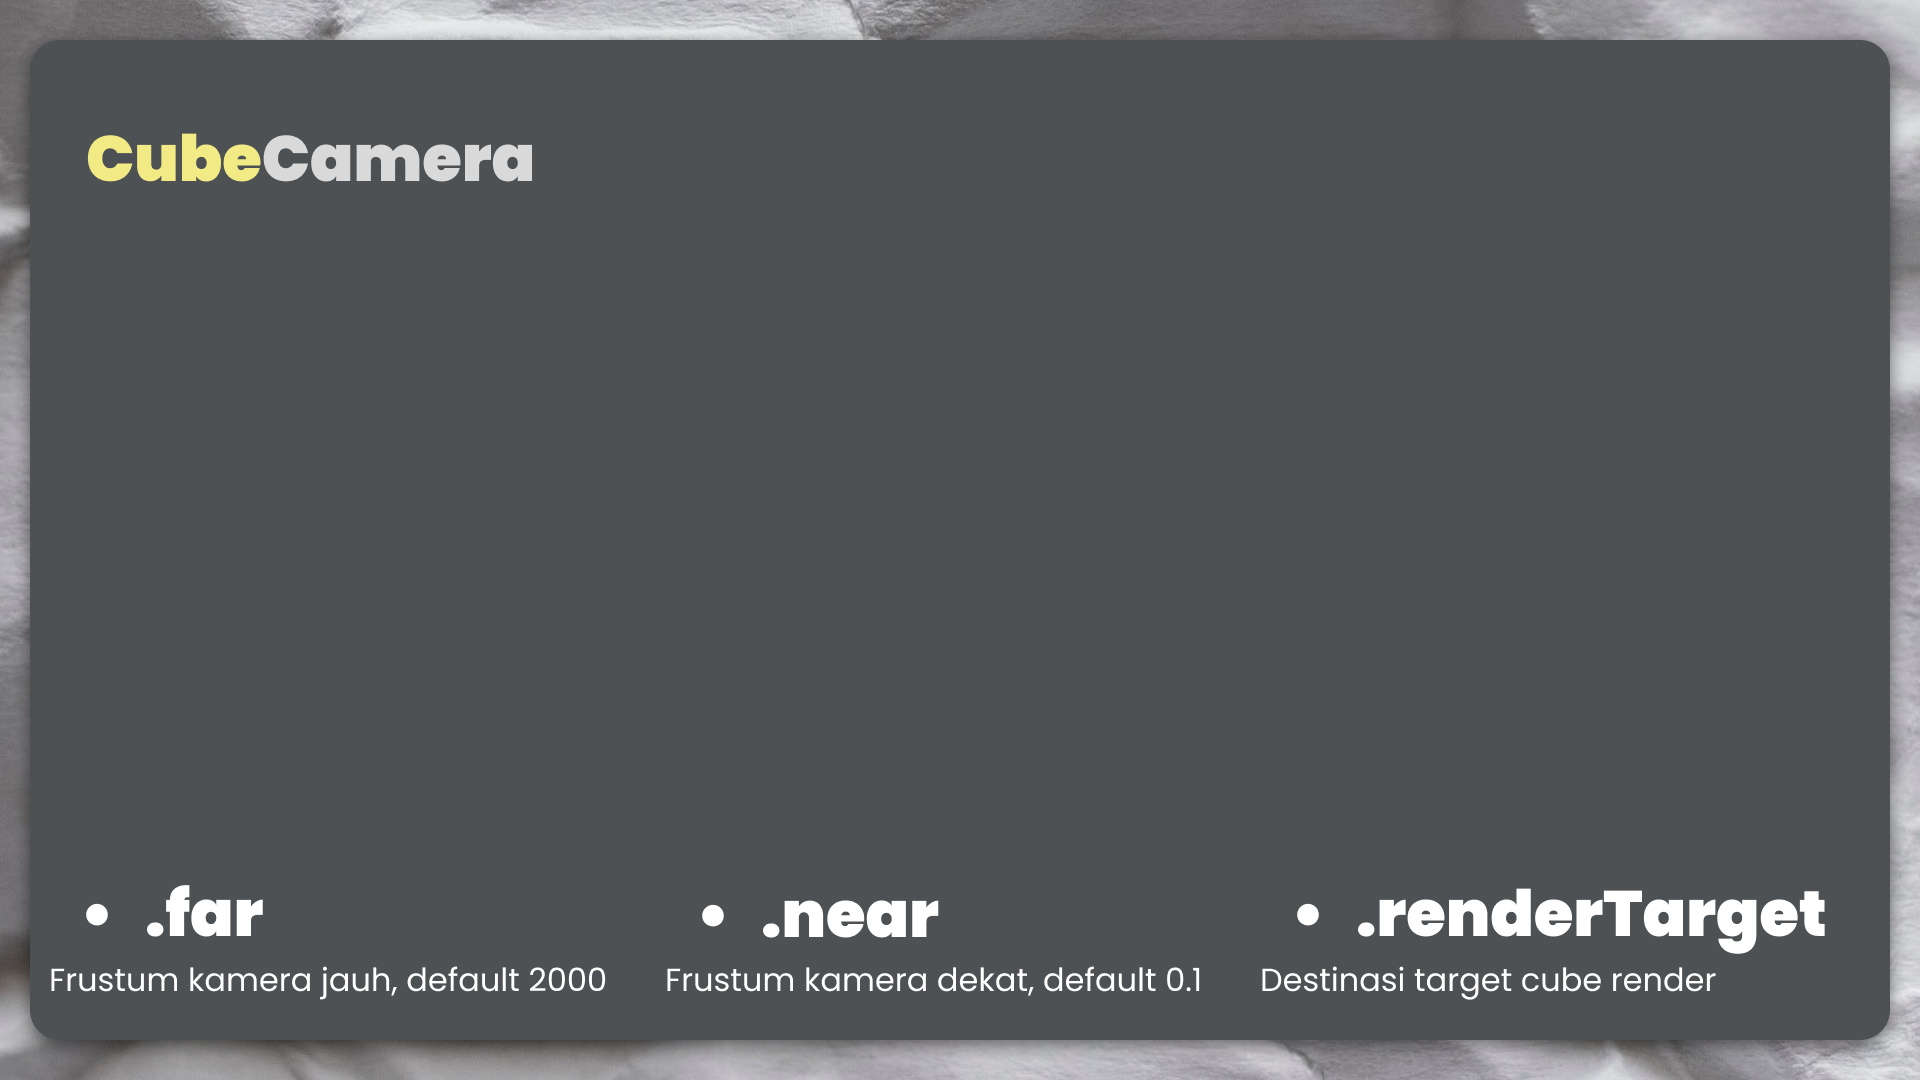 CubeCamera
• .far
Frustum kamera jauh, default 2000
• .near
Frustum kamera dekat, default 0.1
• .renderTarget
Destinasi target cube render